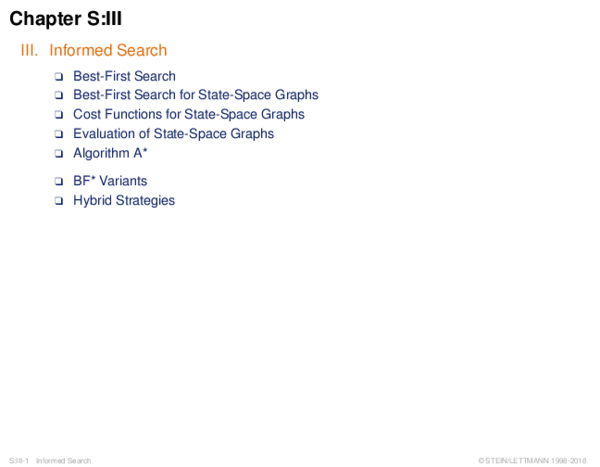 Chapter S:III
III. Informed Search
❑ Best-First Search
❑ Best-First Search for State-Space Graphs
❑ Cost Functions for State-Space Graphs
❑ Evaluation of State-Space Graphs
❑ Algorithm A*
❑ BF* Variants
❑ Hybrid Strategies
S:III-1 Informed Search ©STEIN/LETTMANN 1998-2018